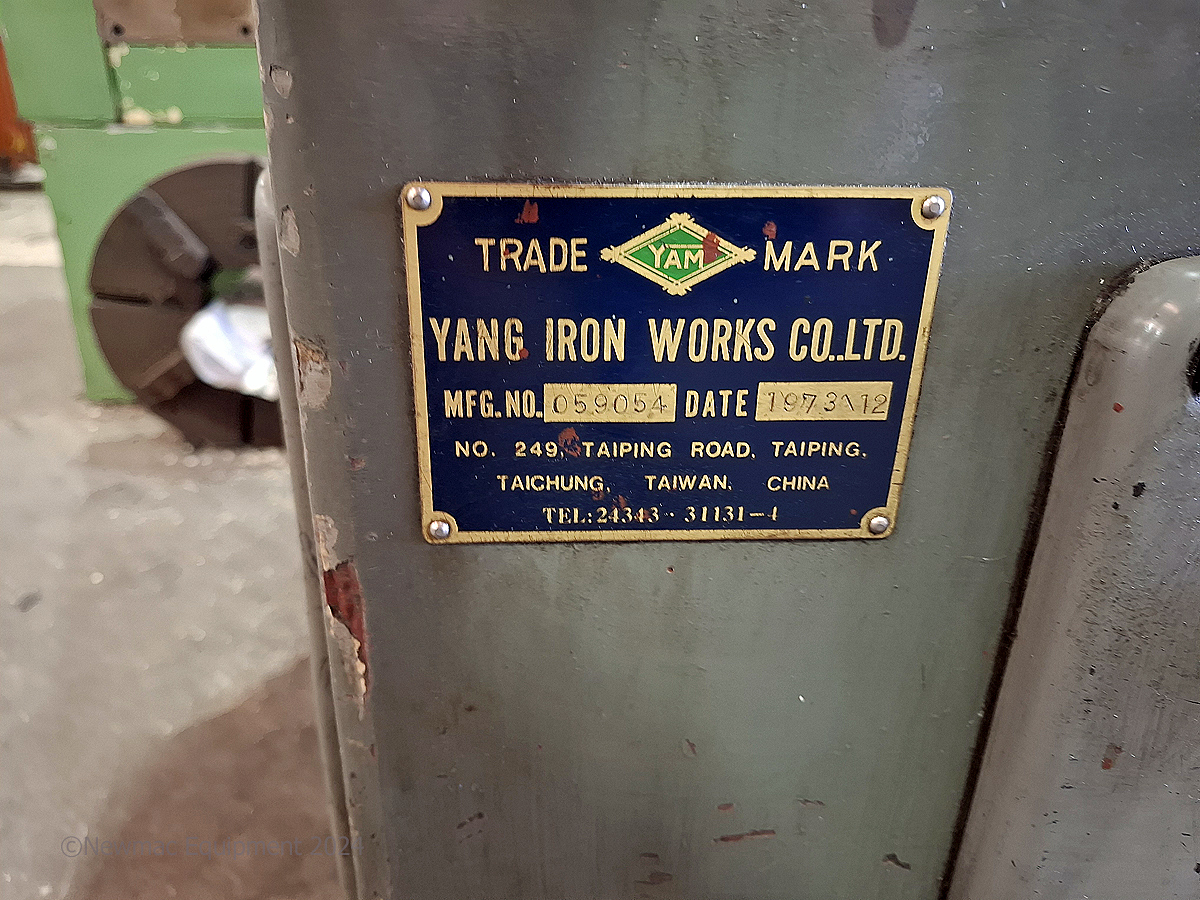 TRADE YAM MARK
YANG IRON WORKS CO.,LTD.
MFG.NO. 059054 DATE 1973\12
NO. 249, TAIPING ROAD, TAIPING,
TAICHUNG, TAIWAN, CHINA
TEL:24343·31131-4